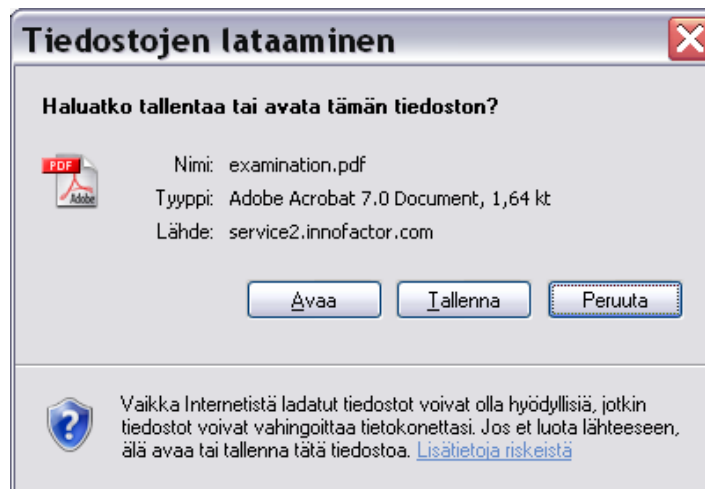 Tiedostojen lataaminen
Haluatko tallentaa tai avata tämän tiedoston?
PDF
Adobe
Nimi: examination.pdf
Tyyppi: Adobe Acrobat 7.0 Document, 1,64 kt
Lähde: service2.innofactor.com
Avaa Tallenna Peruuta
Vaikka Internetistä ladatut tiedostot voivat olla hyödyllisiä, jotkin
tiedostot voivat vahingoittaa tietokonettasi. Jos et luota lähteeseen,
älä avaa tai tallenna tätä tiedostoa. Lisätietoja riskeistä